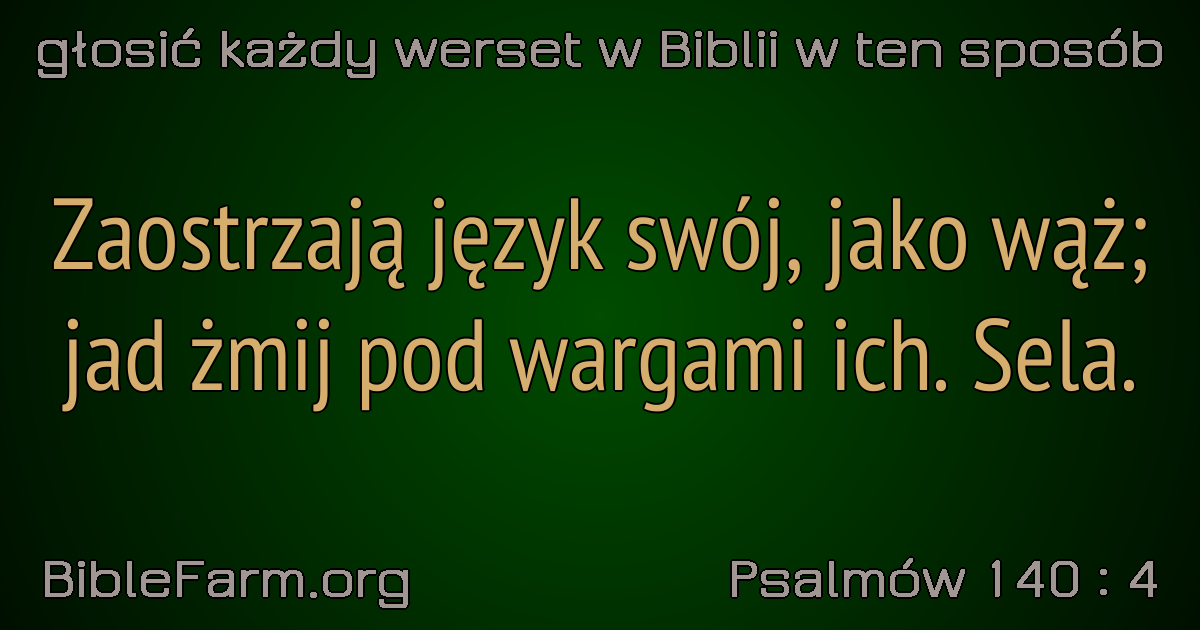 głosić każdy werset w Biblii w ten sposób
Zaostrzają język swój, jako wąż;
jad żmij pod wargami ich. Sela.
BibleFarm.org
Psalmów 140 : 4